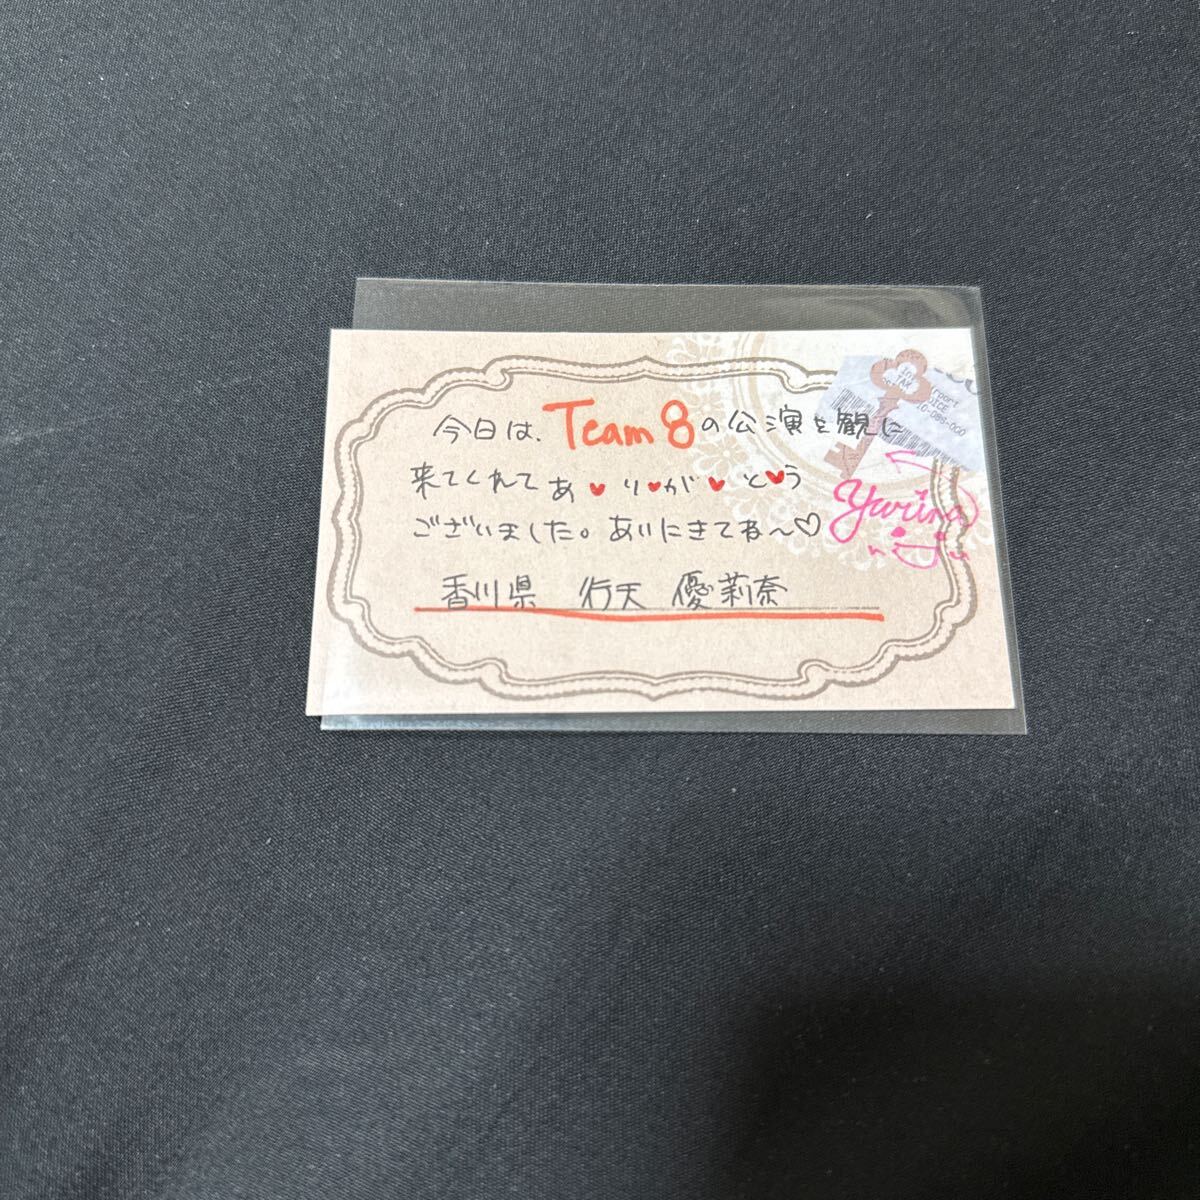 今日は、Team 8の公演を観に
来てくれてあ♥り♥が♥と♥う
ございました。あいにきてね〜♡
香川県 行天 優莉奈
Yurina